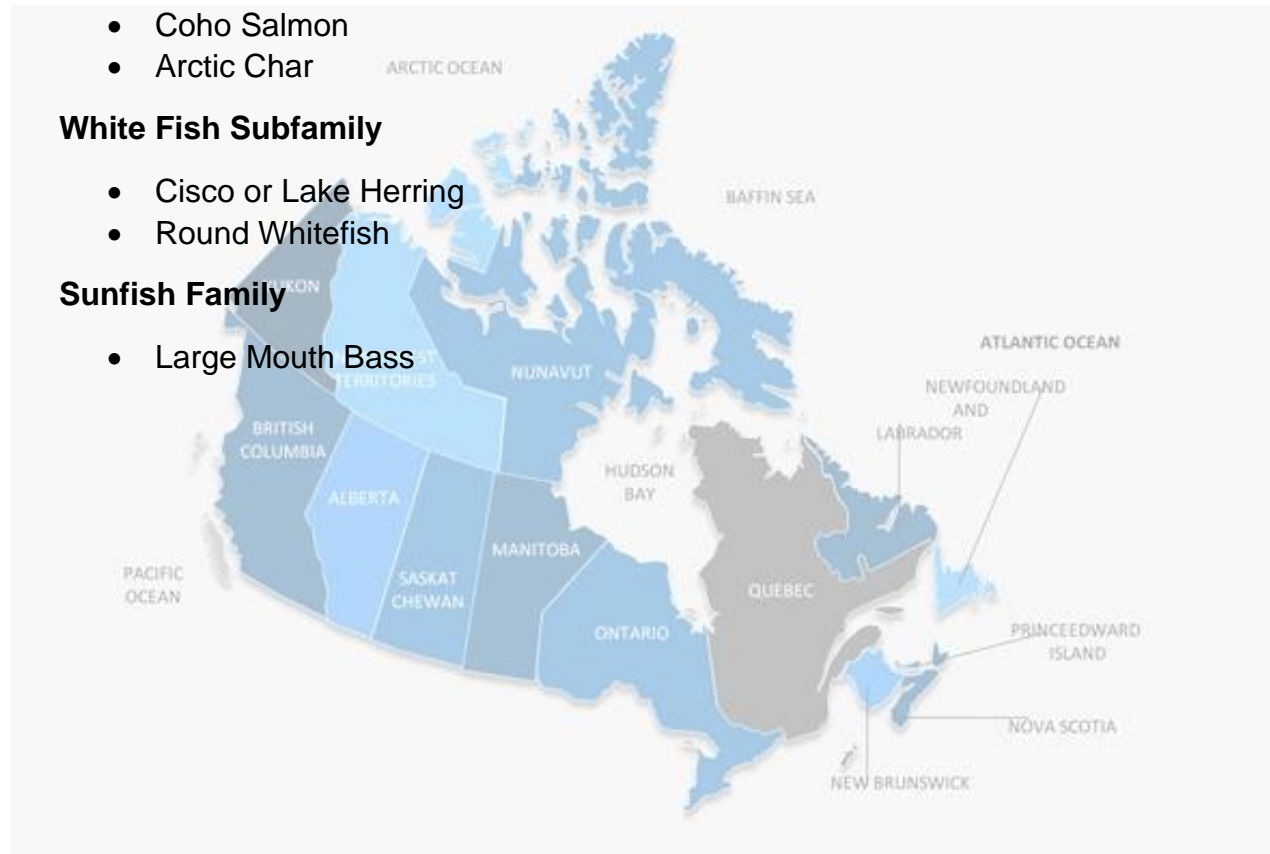 • Coho Salmon
• Arctic Char
ARCTIC OCEAN
White Fish Subfamily
• Cisco or Lake Herring
BAFFIN SEA
• Round Whitefish
Sunfish Family
ATLANTIC OCEAN
• Large Mouth Bass
TERRITORIES
NUNAVUT
NEWFOUNDLAND
AND
LABRADOR
BRITISH
COLUMBIA
HUDSON
BAY
ALBERTA
MANITOBA
PACIFIC
OCEAN
SASKAT
CHEWAN
QUEBEC
ONTARIO
PRINCEEDWARD
ISLAND
NOVA SCOTIA
NEW BRUNSWICK